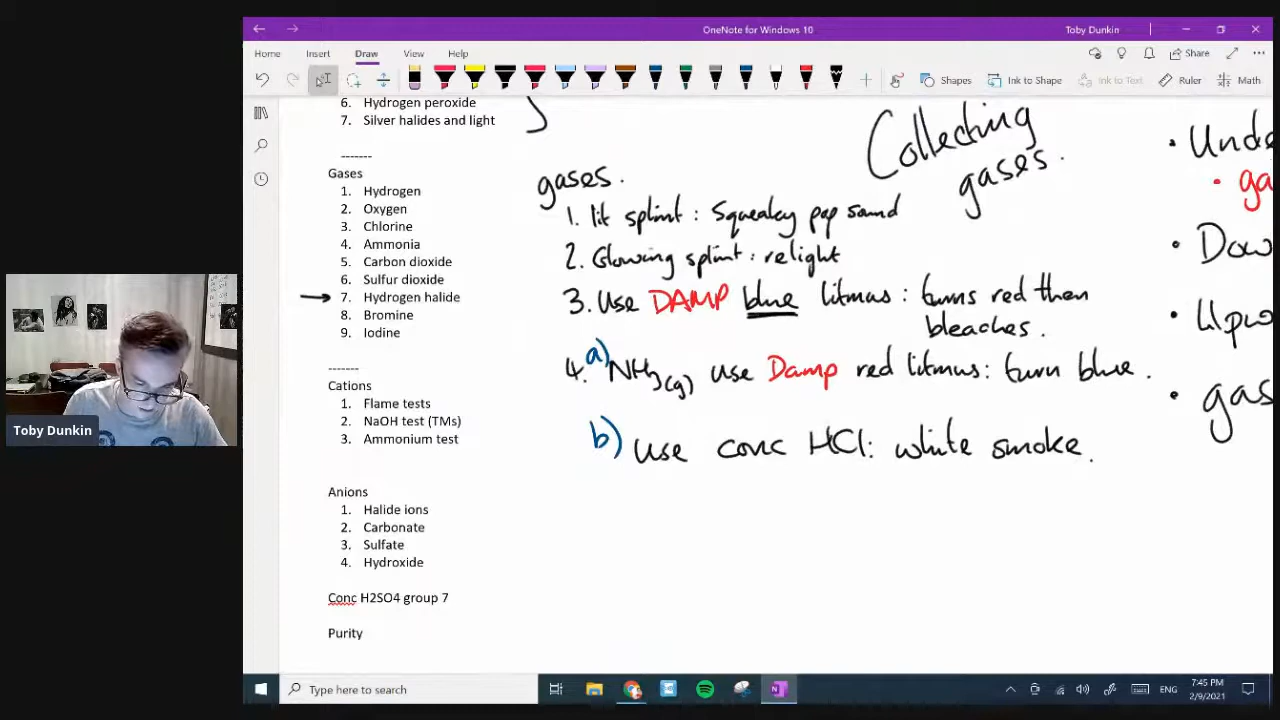 OneNote for Windows 10
Toby Dunkin
Home Insert Draw View Help
Share
Shapes Ink to Shape Ink to Text Ruler Math
6. Hydrogen peroxide
7. Silver halides and light
-------
Gases
1. Hydrogen
2. Oxygen
3. Chlorine
4. Ammonia
5. Carbon dioxide
6. Sulfur dioxide
7. Hydrogen halide
8. Bromine
9. Iodine
-------
Cations
1. Flame tests
2. NaOH test (TMs)
3. Ammonium test
Anions
1. Halide ions
2. Carbonate
3. Sulfate
4. Hydroxide
Conc H2SO4 group 7
Purity
gases.
1. lit splint: Squeaky pop sound
2. Glowing splint: relight
3. Use DAMP blue litmus: turns red then
bleaches.
4. a) NH3(g) use Damp red litmus: turn blue.
b) Use conc HCl: white smoke.
Collecting
gases.
• Unde
• ga
• Dow
• Upwo
• gas
Toby Dunkin
Type here to search
ENG
7:45 PM
2/9/2021